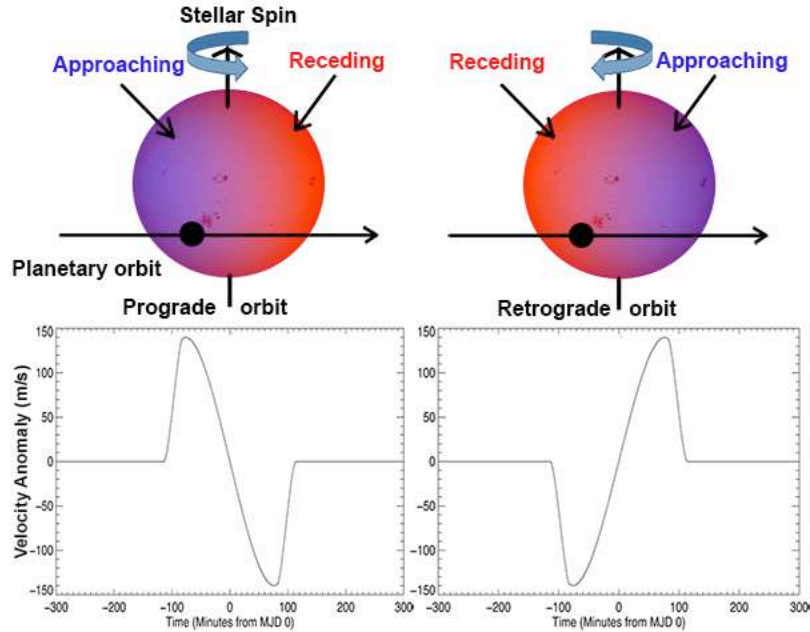 Stellar Spin
Approaching
Receding
Planetary orbit
Prograde orbit
Receding
Approaching
Retrograde orbit
Velocity Anomaly (m/s)
150
100
50
0
−50
−100
−150
−300 −200 −100 0 100 200 300
Time (Minutes from MJD 0)
150
100
50
0
−50
−100
−150
−300 −200 −100 0 100 200 300
Time (Minutes from MJD 0)